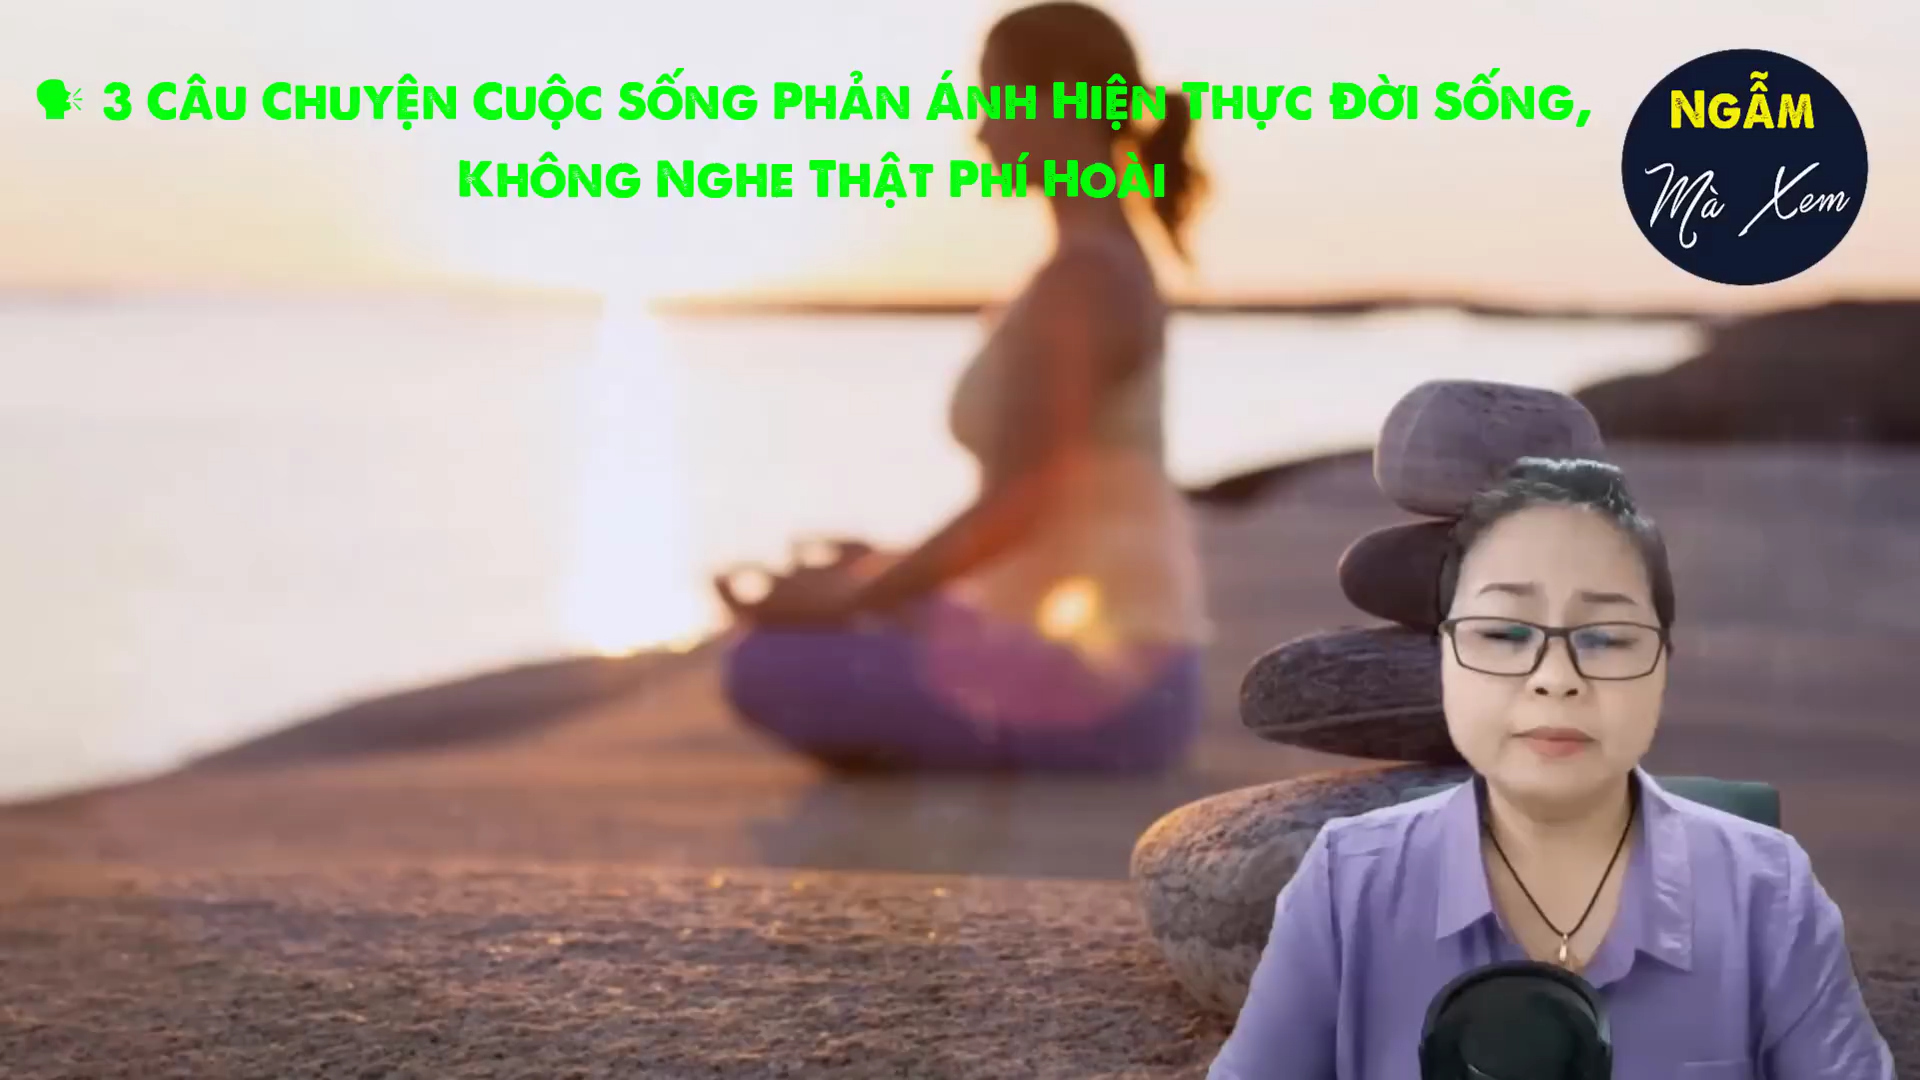 🗣 3 Câu Chuyện Cuộc Sống Phản Ánh Hiện Thực Đời Sống,
Không Nghe Thật Phí Hoài
NGẪM
Mà Xem